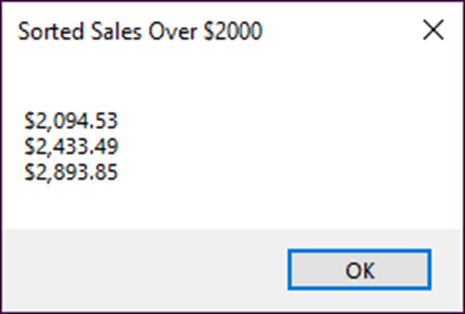 Sorted Sales Over $2000
$2,094.53
$2,433.49
$2,893.85
OK